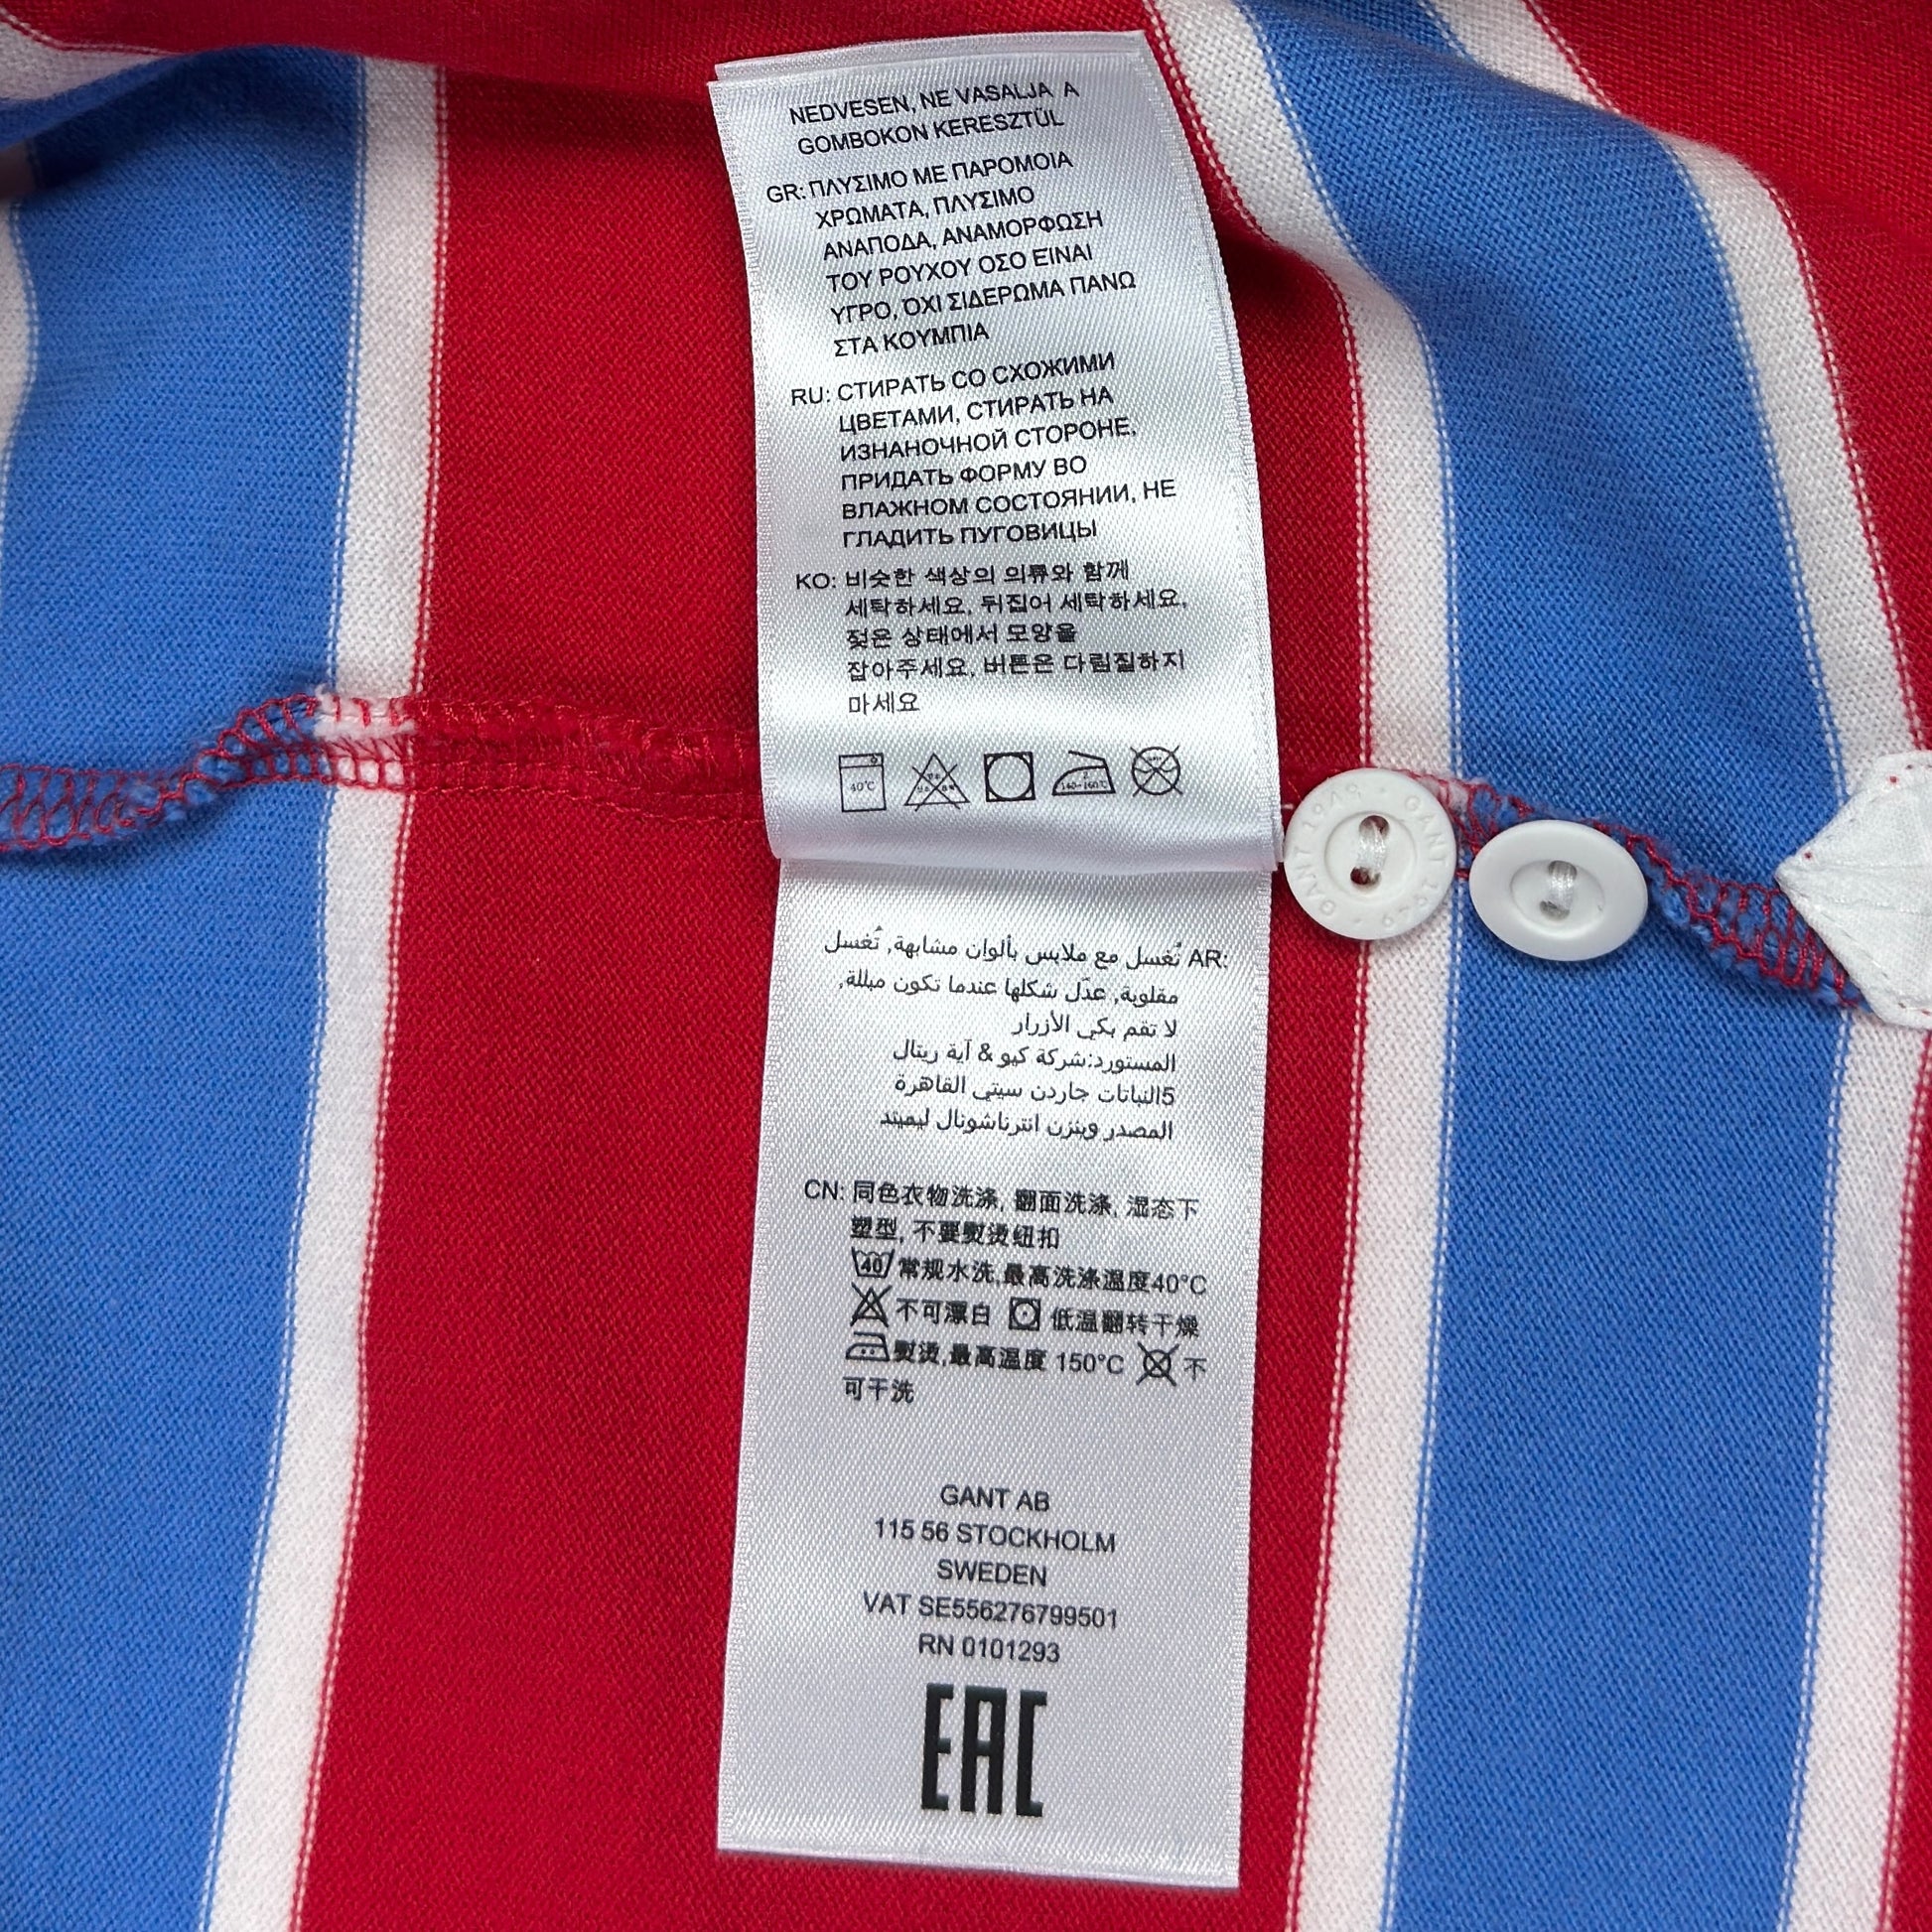 NEDVESEN, NE VASALJA A
GOMBOKON KERESZTÜL
GR: ΠΛΥΣΙΜΟ ΜΕ ΠΑΡΟΜΟΙΑ
ΧΡΩΜΑΤΑ, ΠΛΥΣΙΜΟ
ΑΝΑΠΟΔΑ, ΑΝΑΜΟΡΦΩΣΗ
ΤΟΥ ΡΟΥΧΟΥ ΟΣΟ ΕΙΝΑΙ
ΥΓΡΟ, ΌΧΙ ΣΙΔΕΡΩΜΑ ΠΑΝΩ
ΣΤΑ ΚΟΥΜΠΙΑ
RU: СТИРАТЬ СО СХОЖИМИ
ЦВЕТАМИ, СТИРАТЬ НА
ИЗНАНОЧНОЙ СТОРОНЕ,
ПРИДАТЬ ФОРМУ ВО
ВЛАЖНОМ СОСТОЯНИИ, НЕ
ГЛАДИТЬ ПУГОВИЦЫ
KO: 비슷한 색상의 의류와 함께
세탁하세요, 뒤집어 세탁하세요,
젖은 상태에서 모양을
잡아주세요, 버튼은 다림질하지
마세요
40°C 140-160°C
GANT 1949 · GANT 1949 ·
AR: تُغسل مع ملابس بألوان مشابهة, تُغسل
مقلوبة, عدّل شكلها عندما تكون مبللة,
لا تقم بكي الأزرار
المستورد:شركة كيو & آية ريتال
5النباتات جاردن سيتي القاهرة
المصدر وينزن انترناشونال ليميتد
CN: 同色衣物洗涤, 翻面洗涤, 湿态下
塑型, 不要熨烫纽扣
40 常规水洗,最高洗涤温度40°C
不可漂白 低温翻转干燥
熨烫,最高温度 150°C 不
可干洗
GANT AB
115 56 STOCKHOLM
SWEDEN
VAT SE556276799501
RN 0101293
EAC